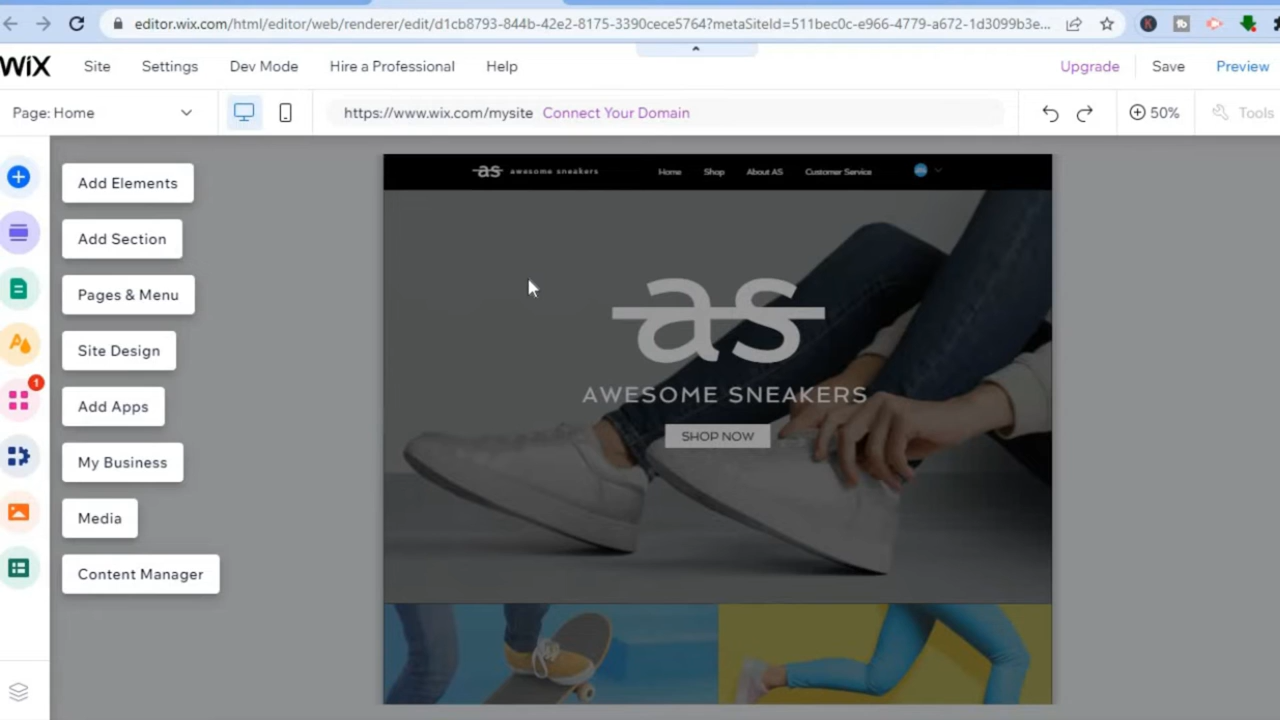 editor.wix.com/html/editor/web/renderer/edit/d1cb8793-844b-42e2-8175-3390cece5764?metaSiteId=511bec0c-e966-4779-a672-1d3099b3e...
WiX Site Settings Dev Mode Hire a Professional Help Upgrade Save Preview
Page: Home https://www.wix.com/mysite Connect Your Domain 50% Tools
as awesome sneakers Home Shop About AS Customer Service
Add Elements
Add Section
Pages & Menu
Site Design
1
Add Apps
My Business
Media
Content Manager
as
AWESOME SNEAKERS
SHOP NOW